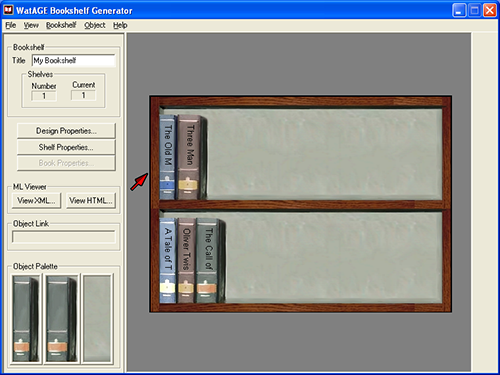 WatAGE Bookshelf Generator
File View Bookshelf Object Help
Bookshelf
Title My Bookshelf
Shelves
Number Current
1 1
Design Properties...
Shelf Properties...
Book Properties...
ML Viewer
View XML... View HTML...
Object Link
Object Palette
The Old M
Three Man
A Tale of T
Oliver Twis
The Call of